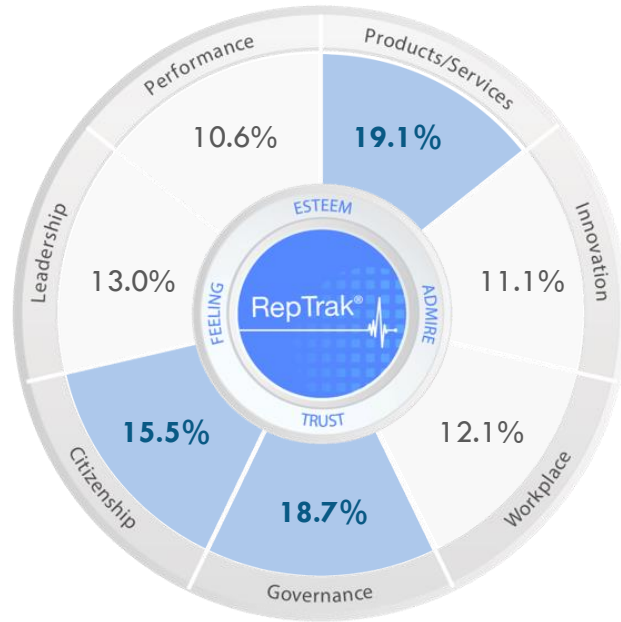 Performance
10.6%
Products/Services
19.1%
Innovation
11.1%
Workplace
12.1%
Governance
18.7%
Citizenship
15.5%
Leadership
13.0%
ESTEEM
ADMIRE
TRUST
FEELING
RepTrak®